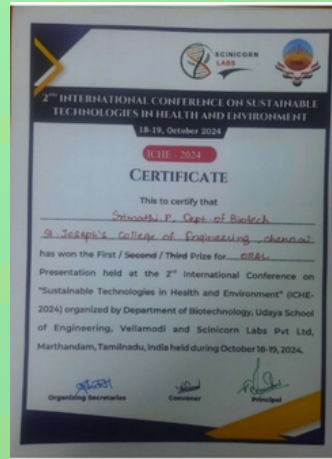 SCINICORN
LABS
2ND INTERNATIONAL CONFERENCE ON SUSTAINABLE
TECHNOLOGIES IN HEALTH AND ENVIRONMENT
18-19, October 2024
ICHE - 2024
CERTIFICATE
This to certify that
Srimathi. P, Dept. of Biotech
St. Joseph's College of Engineering, chennai
has won the First / Second / Third Prize for ORAL
Presentation held at the 2nd International Conference on
"Sustainable Technologies in Health and Environment" (ICHE-
2024) organized by Department of Biotechnology, Udaya School
of Engineering, Vellamodi and Scinicorn Labs Pvt Ltd,
Marthandam, Tamilnadu, India held during October 18-19, 2024.
Organizing Secretaries Convener Principal